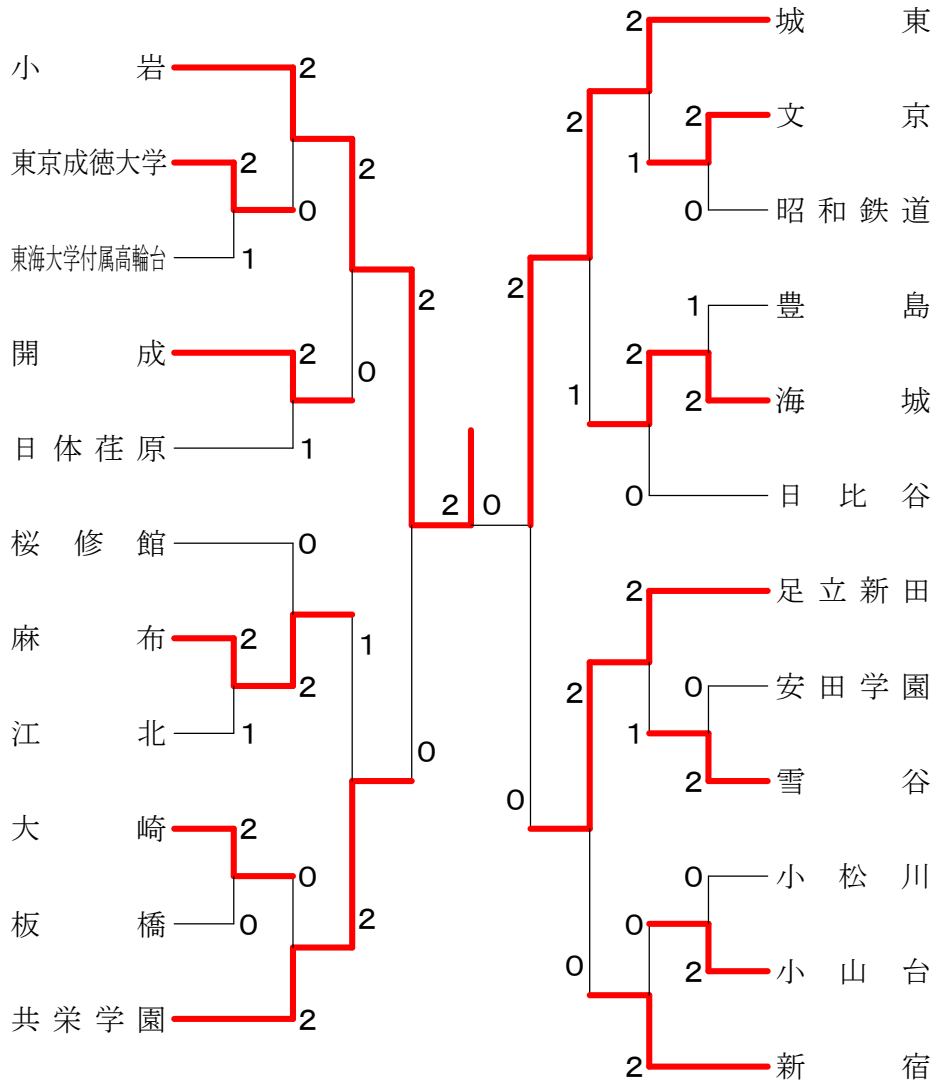 小岩
2
東京成徳大学
2
0
2
東海大学付属高輪台
1
開成
2
0
日体荏原
1
2
桜修館
0
麻布
2
2
1
江北
1
0
大崎
2
0
板橋
0
2
共栄学園
2
2
0
城東
2
文京
2
1
2
昭和鉄道
0
豊島
1
2
海城
2
1
日比谷
0
2
足立新田
2
安田学園
0
1
2
雪谷
2
0
小松川
0
0
小山台
2
0
新宿
2